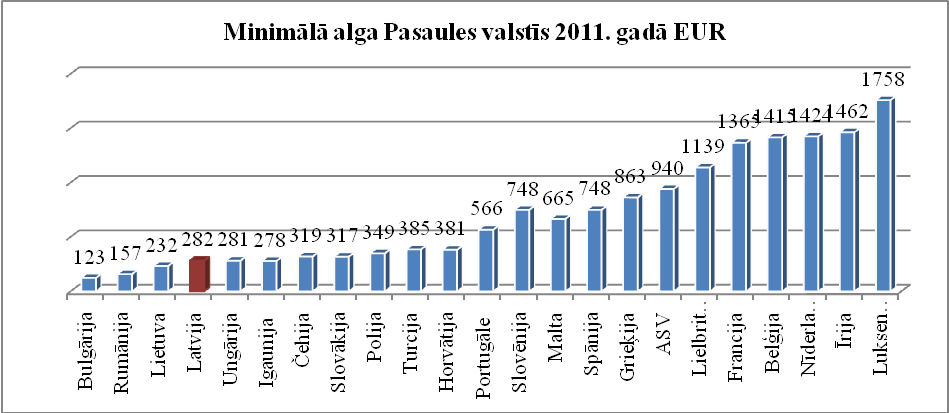 Minimālā alga Pasaules valstīs 2011. gadā EUR
123 157 232 282 281 278 319 317 349 385 381 566 748 665 748 863 940 1139 1365 1415 1424 1462 1758
Bulgārija
Rumānija
Lietuva
Latvija
Ungārija
Igaunija
Čehija
Slovākija
Polija
Turcija
Horvātija
Portugāle
Slovēnija
Malta
Spānija
Grieķija
ASV
Lielbrit...
Francija
Beļģija
Nīderla...
Īrija
Luksen...